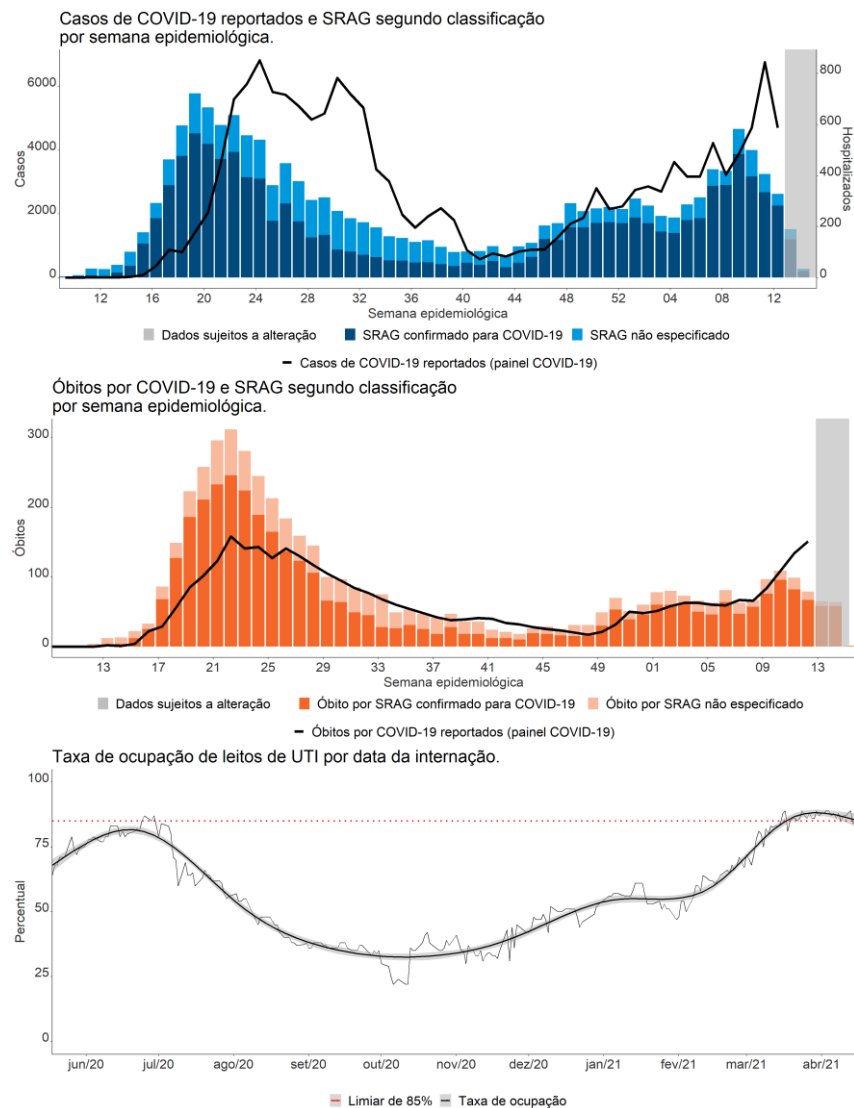 Casos de COVID-19 reportados e SRAG segundo classificação
por semana epidemiológica.
Casos
6000
4000
2000
0
Hospitalizados
800
600
400
200
0
12 16 20 24 28 32 36 40 44 48 52 04 08 12
Semana epidemiológica
Dados sujeitos a alteração SRAG confirmado para COVID-19 SRAG não especificado
Casos de COVID-19 reportados (painel COVID-19)
Óbitos por COVID-19 e SRAG segundo classificação
por semana epidemiológica.
Óbitos
300
200
100
0
13 17 21 25 29 33 37 41 45 49 01 05 09 13
Semana epidemiológica
Dados sujeitos a alteração Óbito por SRAG confirmado para COVID-19 Óbito por SRAG não especificado
Óbitos por COVID-19 reportados (painel COVID-19)
Taxa de ocupação de leitos de UTI por data da internação.
Percentual
100
75
50
25
0
jun/20 jul/20 ago/20 set/20 out/20 nov/20 dez/20 jan/21 fev/21 mar/21 abr/21
Limiar de 85% Taxa de ocupação